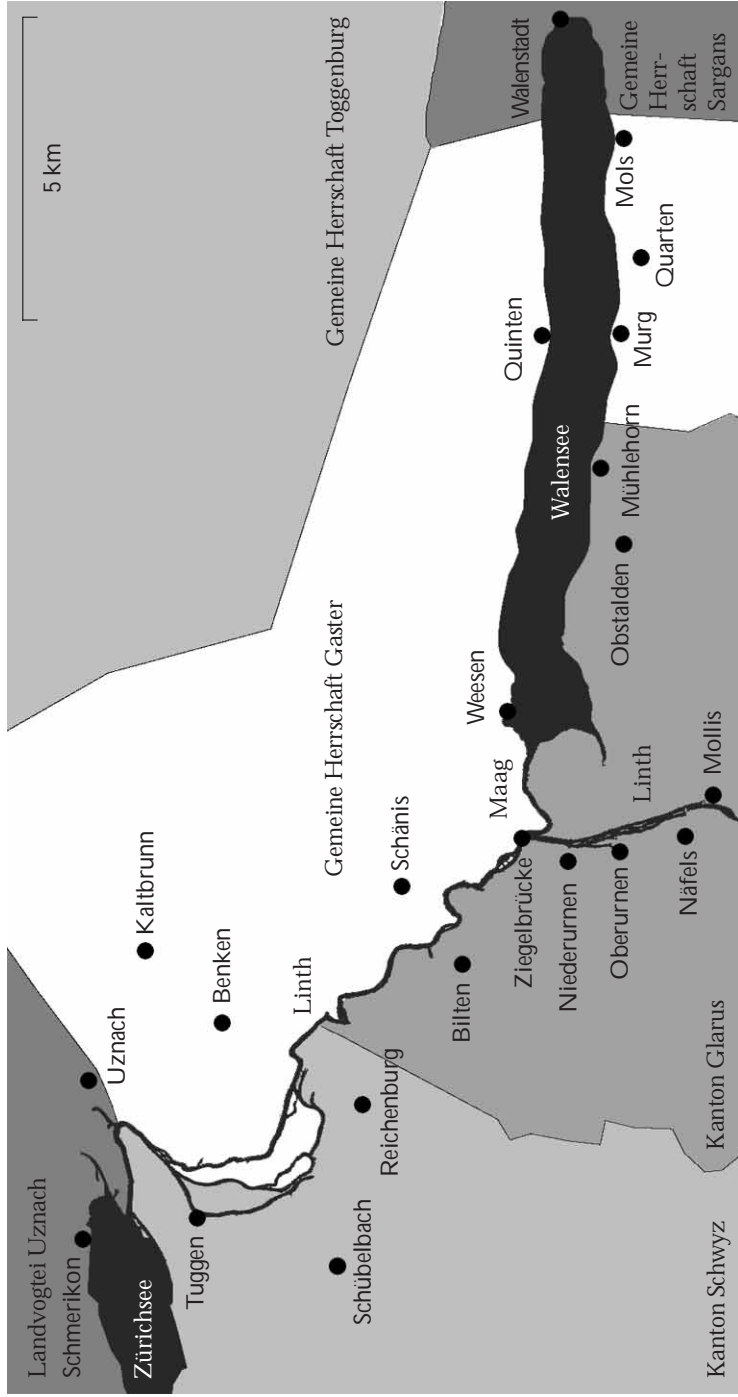 Landvogtei Uznach
Schmerikon
Zürichsee
Uznach
Tuggen
Kaltbrunn
Benken
Schübelbach
Reichenburg
Linth
Gemeine Herrschaft Gaster
Schänis
Bilten
Kanton Schwyz
Kanton Glarus
Ziegelbrücke
Niederurnen
Oberurnen
Näfels
Maag
Weesen
Linth
Mollis
Gemeine Herrschaft Toggenburg
5 km
Walensee
Obstalden
Mühlehorn
Quinten
Murg
Quarten
Mols
Walenstadt
Gemeine
Herr-
schaft
Sargans